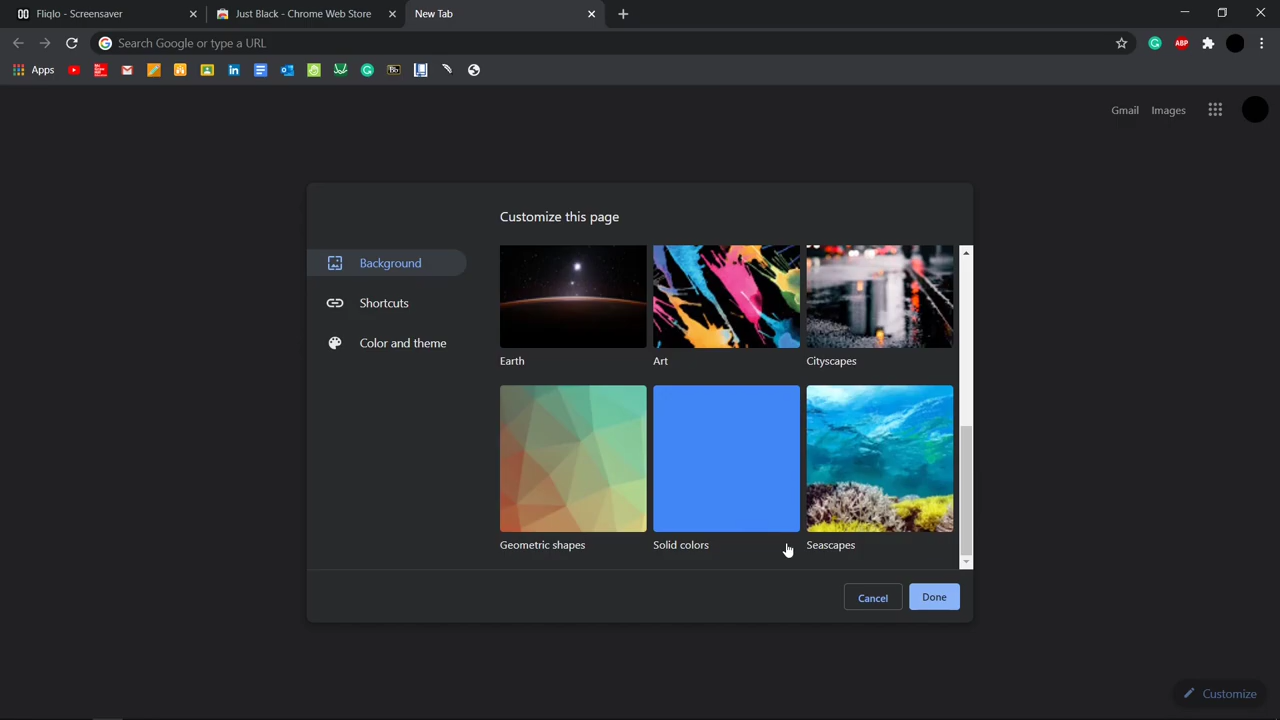 Fliqlo - Screensaver
Just Black - Chrome Web Store
New Tab
Search Google or type a URL
ABP
Apps
Gmail Images
Customize this page
Background
Shortcuts
Color and theme
Earth
Art
Cityscapes
Geometric shapes
Solid colors
Seascapes
Cancel
Done
Customize